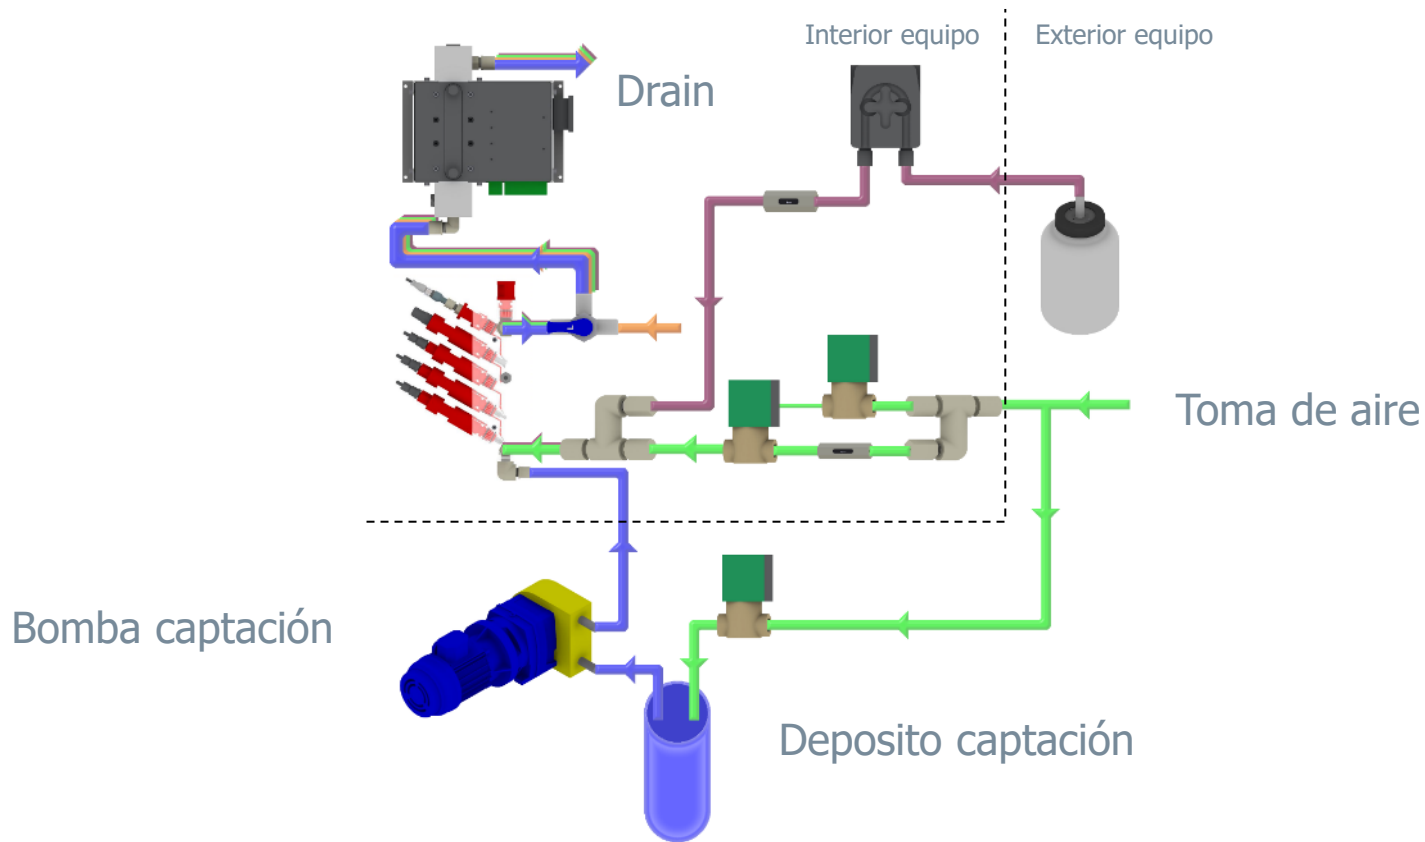 Interior equipo
Exterior equipo
Drain
Toma de aire
Bomba captación
Deposito captación